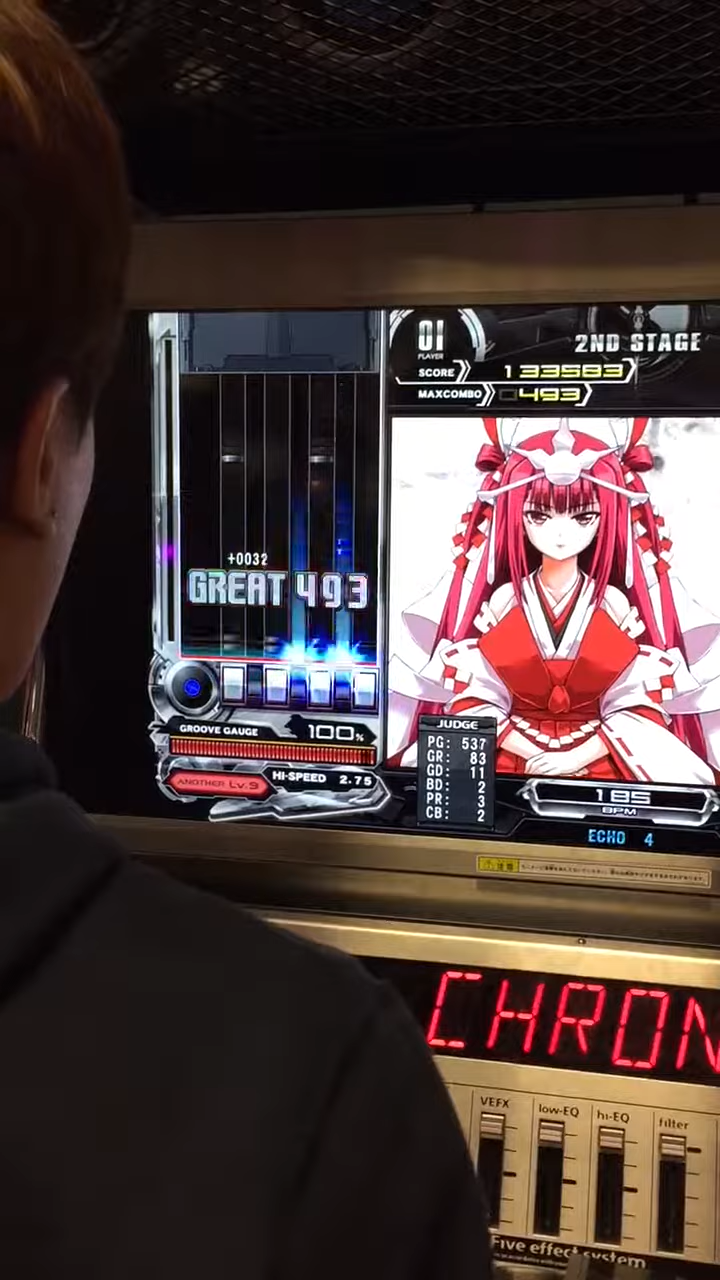 01
PLAYER
2ND STAGE
SCORE 133583
MAXCOMBO 0493
+0032
GREAT 493
GROOVE GAUGE 100%
ANOTHER Lv.9 HI-SPEED 2.75
JUDGE
PG: 537
GR: 83
GD: 11
BD: 2
PR: 3
CB: 2
185
BPM
ECHO 4
CHRON
VEFX low-EQ hi-EQ filter
Five effect system